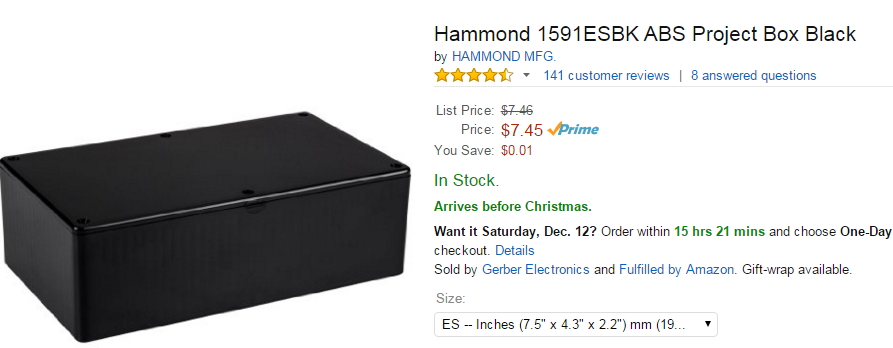 Hammond 1591ESBK ABS Project Box Black
by HAMMOND MFG.
141 customer reviews | 8 answered questions
List Price: $7.46
Price: $7.45 Prime
You Save: $0.01
In Stock.
Arrives before Christmas.
Want it Saturday, Dec. 12? Order within 15 hrs 21 mins and choose One-Day
checkout. Details
Sold by Gerber Electronics and Fulfilled by Amazon. Gift-wrap available.
Size:
ES -- Inches (7.5" x 4.3" x 2.2") mm (19...